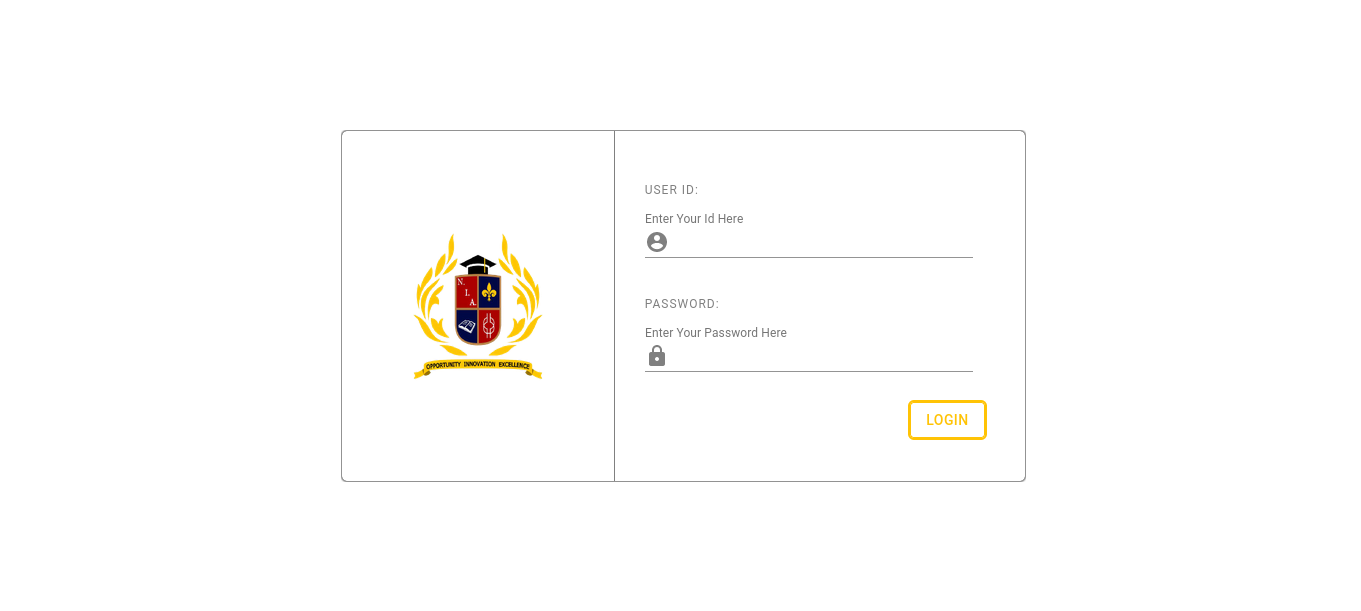 N.
L
A.
OPPORTUNITY INNOVATION EXCELLENCE
USER ID:
Enter Your Id Here
PASSWORD:
Enter Your Password Here
LOGIN